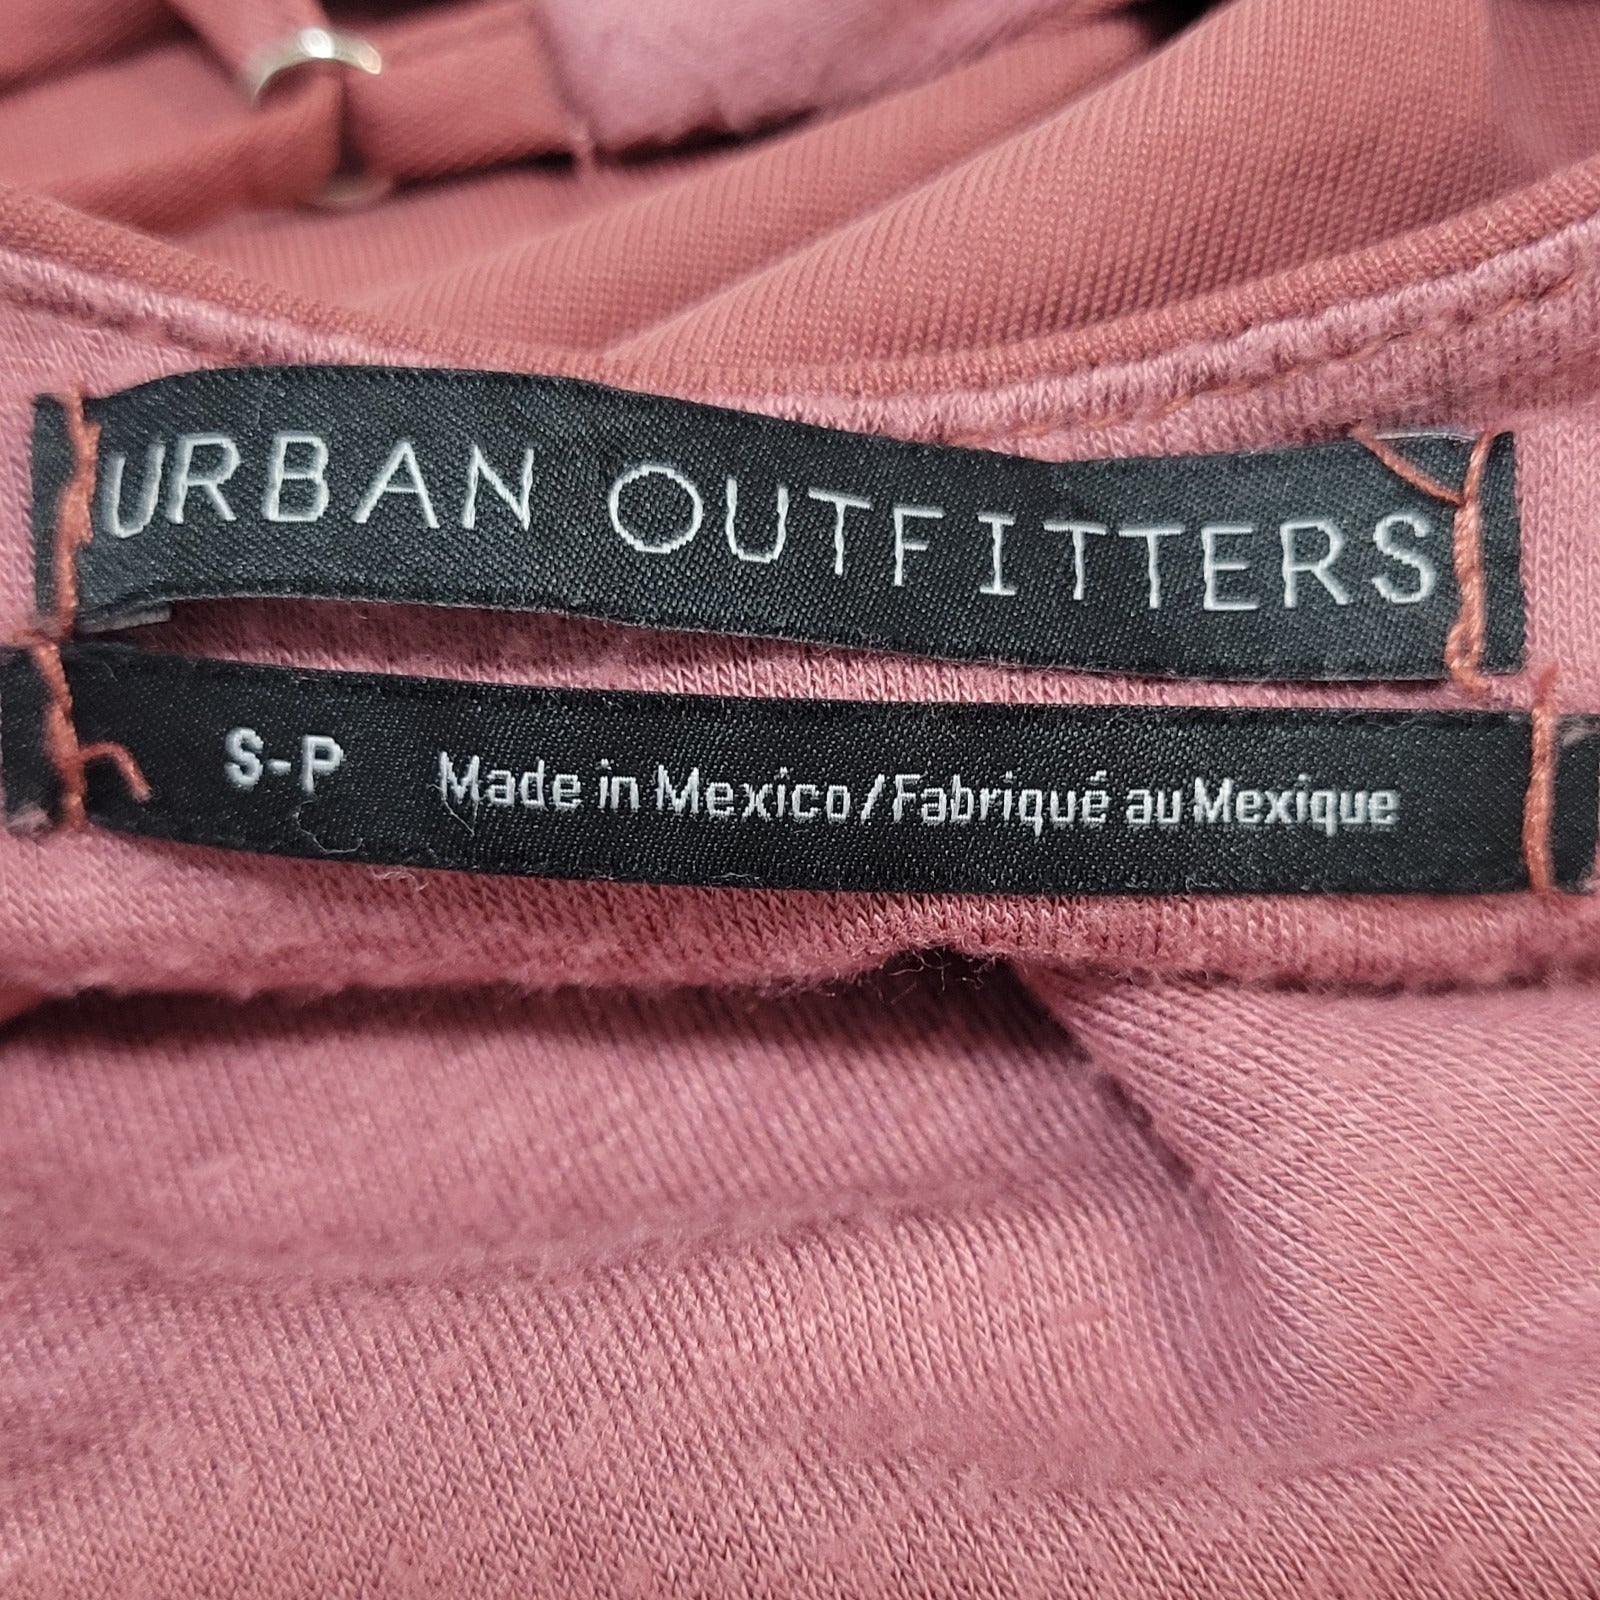 URBAN OUTFITTERS
S-P Made in Mexico/Fabriqué au Mexique